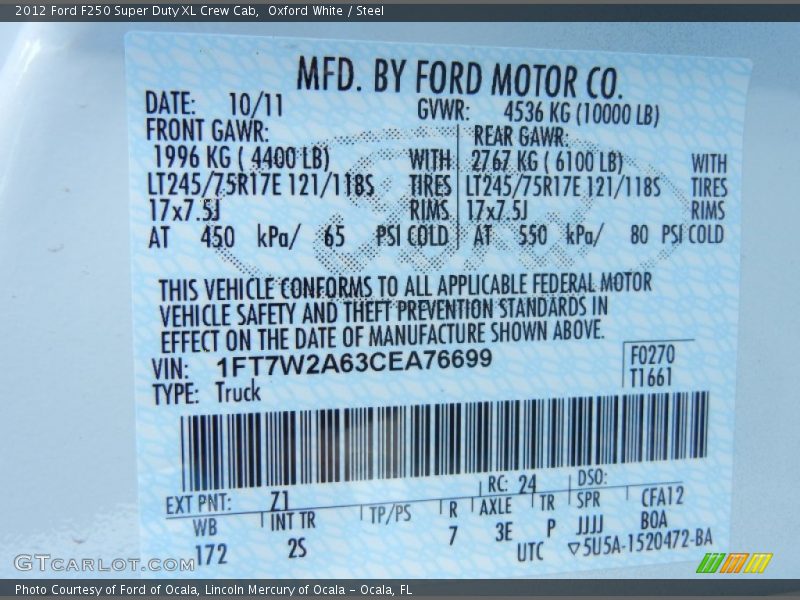 2012 Ford F250 Super Duty XL Crew Cab, Oxford White / Steel
MFD. BY FORD MOTOR CO.
DATE: 10/11 GVWR: 4536 KG (10000 LB)
FRONT GAWR: REAR GAWR:
1996 KG ( 4400 LB) WITH 2767 KG ( 6100 LB) WITH
LT245/75R17E 121/118S TIRES LT245/75R17E 121/118S TIRES
17x7.5J RIMS 17x7.5J RIMS
AT 450 kPa/ 65 PSI COLD AT 550 kPa/ 80 PSI COLD
THIS VEHICLE CONFORMS TO ALL APPLICABLE FEDERAL MOTOR
VEHICLE SAFETY AND THEFT PREVENTION STANDARDS IN
EFFECT ON THE DATE OF MANUFACTURE SHOWN ABOVE.
VIN: 1FT7W2A63CEA76699 F0270
TYPE: Truck T1661
EXT PNT: Z1 RC: 24 DSO:
WB INT TR TP/PS R AXLE TR SPR CFA12
172 2S 7 3E P JJJJ BOA
UTC ▽5U5A-1520472-BA
GTCARLOT.COM
Photo Courtesy of Ford of Ocala, Lincoln Mercury of Ocala – Ocala, FL